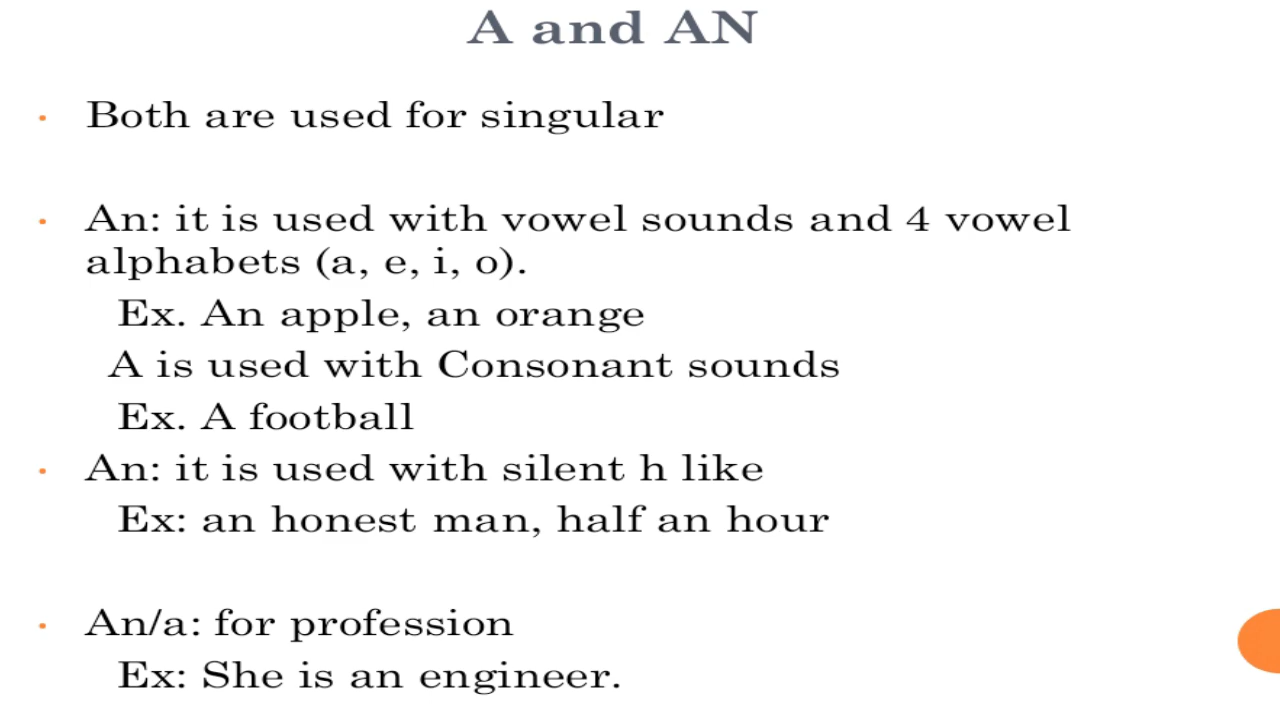 A and AN
• Both are used for singular
• An: it is used with vowel sounds and 4 vowel
alphabets (a, e, i, o).
Ex. An apple, an orange
A is used with Consonant sounds
Ex. A football
• An: it is used with silent h like
Ex: an honest man, half an hour
• An/a: for profession
Ex: She is an engineer.